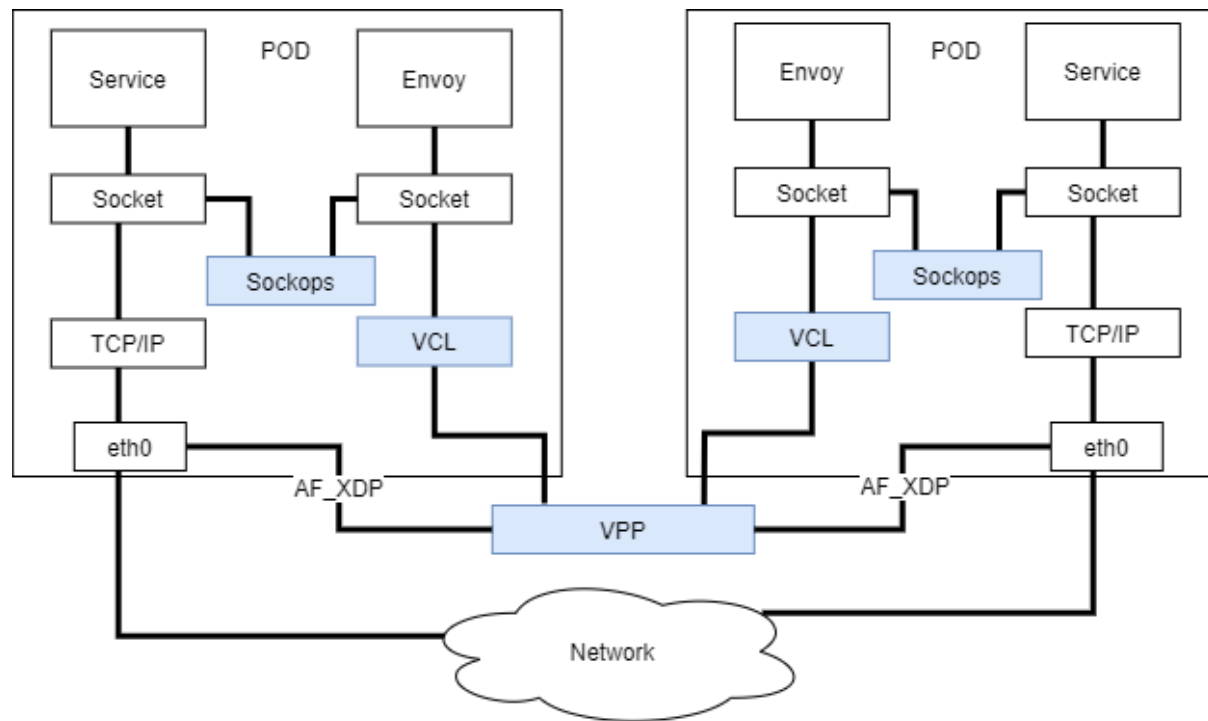 POD
Service
Envoy
Socket
Socket
Sockops
TCP/IP
VCL
eth0
AF_XDP
POD
Envoy
Service
Socket
Socket
Sockops
VCL
TCP/IP
eth0
AF_XDP
VPP
Network